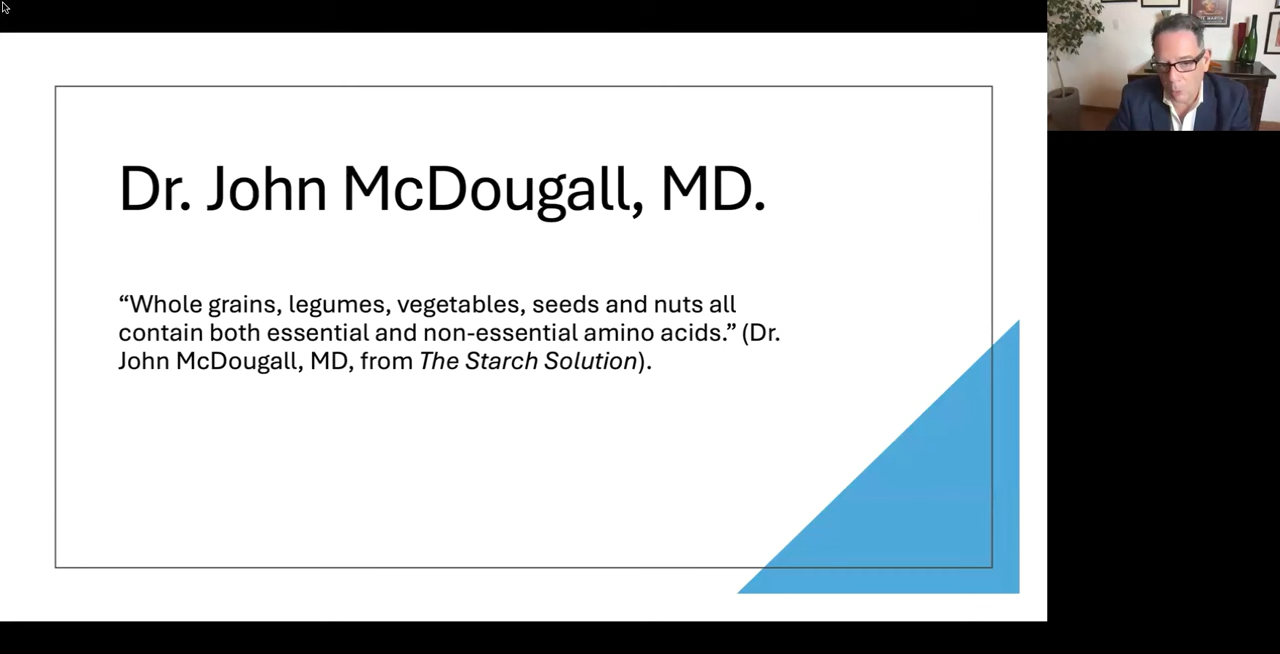 Dr. John McDougall, MD.
“Whole grains, legumes, vegetables, seeds and nuts all
contain both essential and non-essential amino acids.” (Dr.
John McDougall, MD, from The Starch Solution).